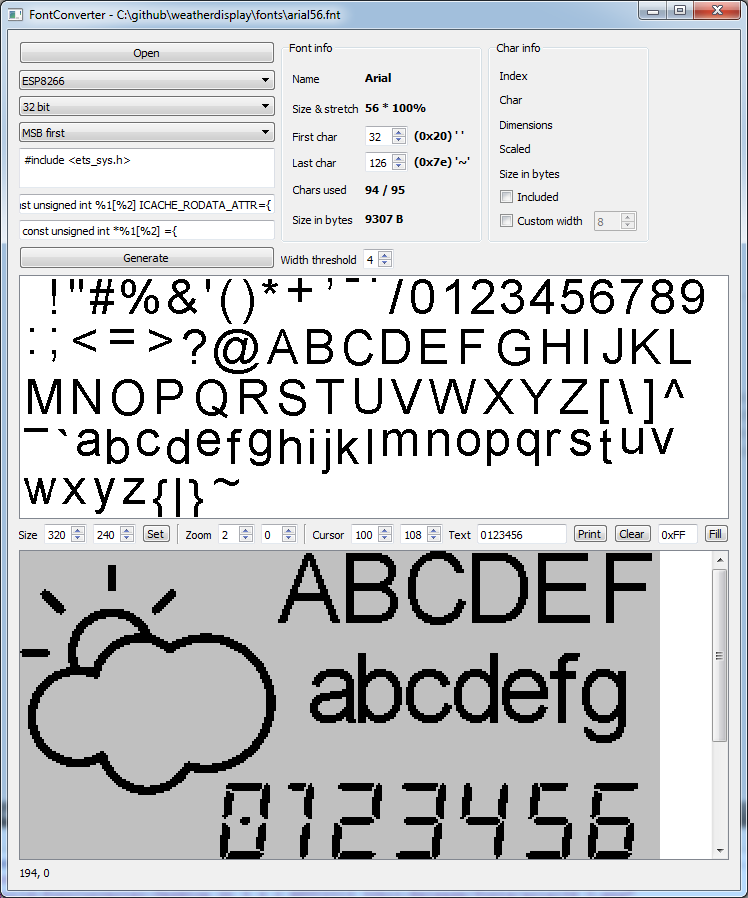 FontConverter - C:\github\weatherdisplay\fonts\arial56.fnt
Open
ESP8266
32 bit
MSB first
#include <ets_sys.h>
st unsigned int %1[%2] ICACHE_RODATA_ATTR={
const unsigned int *%1[%2] ={
Generate
Font info
Name Arial
Size & stretch 56 * 100%
First char 32 (0x20) ' '
Last char 126 (0x7e) '~'
Chars used 94 / 95
Size in bytes 9307 B
Width threshold 4
Char info
Index
Char
Dimensions
Scaled
Size in bytes
Included
Custom width 8
!"#%&'()*+,-./0123456789
:;<=>?@ABCDEFGHIJKL
MNOPQRSTUVWXYZ[\]^
_`abcdefghijklmnopqrstuv
wxyz{|}~
Size 320 240 Set Zoom 2 0 Cursor 100 108 Text 0123456 Print Clear 0xFF Fill
ABCDEF
abcdefg
0123456
194, 0